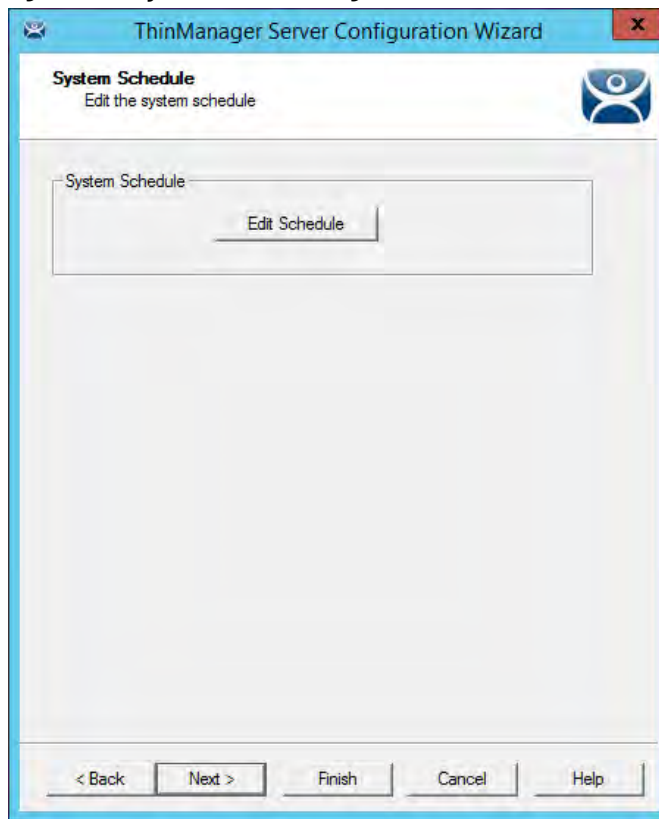 ThinManager Server Configuration Wizard
x
System Schedule
Edit the system schedule
System Schedule
Edit Schedule
< Back Next > Finish Cancel Help